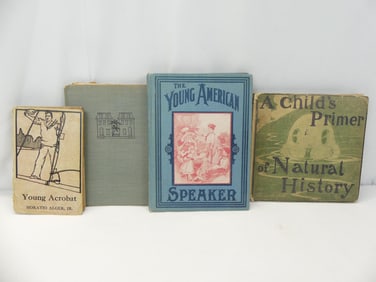 Young Acrobat
HORATIO ALGER, JR.
THE
YOUNG AMERICAN
SPEAKER
A Child's
Primer
of Natural
History